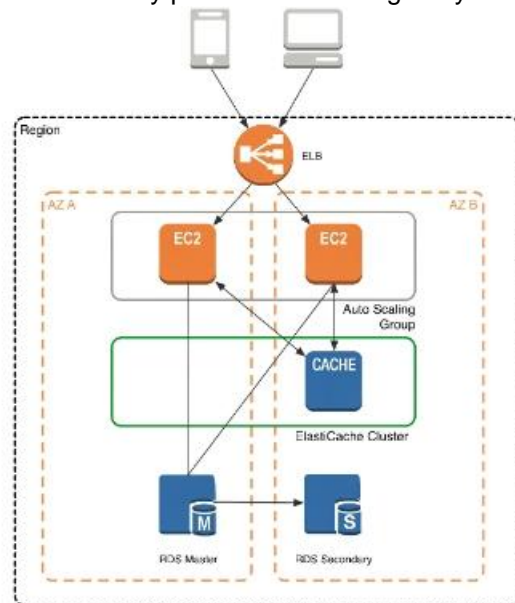 Region
ELB
AZ A
AZ B
EC2
EC2
Auto Scaling
Group
CACHE
ElastiCache Cluster
M
S
RDS Master
RDS Secondary